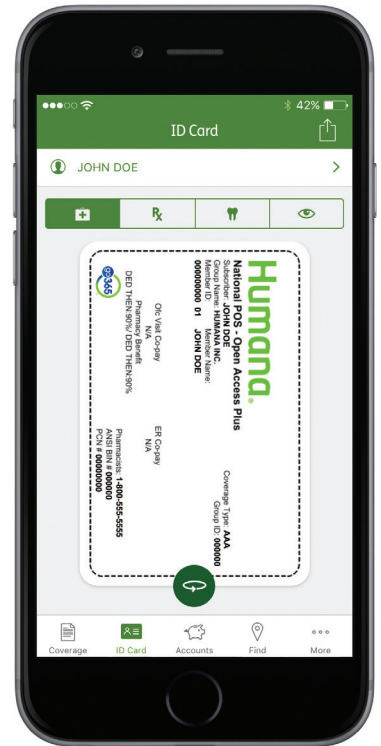 42%
ID Card
JOHN DOE
Humana
National POS - Open Access Plus
Subscriber: JOHN DOE
Group Name: HUMANA INC.
Member ID: Member Name:
000000000 01 JOHN DOE
Coverage Type: AAA
Group ID: 000000
Ofc Visit Co-pay
N/A
ER Co-pay
N/A
Pharmacy Benefit
DED THEN:90%/ DED THEN:90%
Go365
Pharmacists: 1-800-555-5555
ANSI BIN # 000000
PCN # 00000000
Coverage
ID Card
Accounts
Find
More